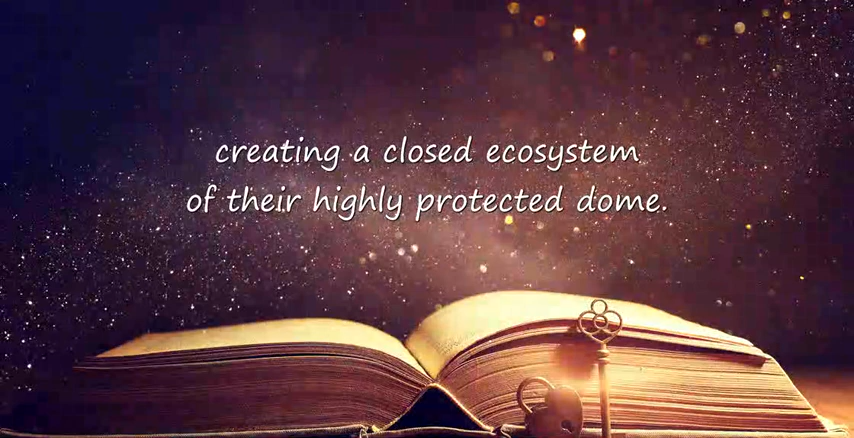 creating a closed ecosystem
of their highly protected dome.